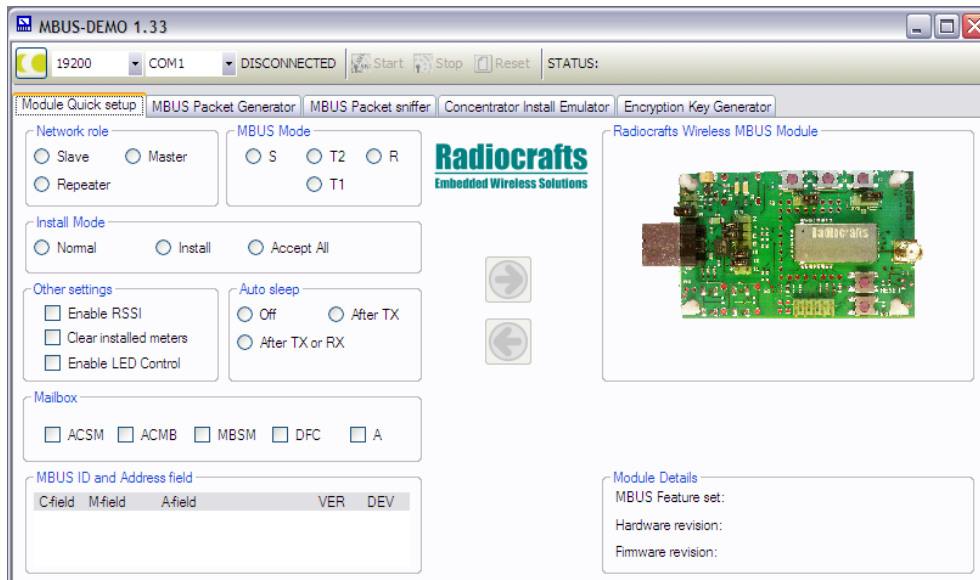 MBUS-DEMO 1.33
19200 COM1 DISCONNECTED Start Stop Reset STATUS:
Module Quick setup MBUS Packet Generator MBUS Packet sniffer Concentrator Install Emulator Encryption Key Generator
Network role
Slave Master
Repeater
MBUS Mode
S T2 R
T1
Radiocrafts
Embedded Wireless Solutions
Radiocrafts Wireless MBUS Module
Radiocrafts
Install Mode
Normal Install Accept All
Other settings
Enable RSSI
Clear installed meters
Enable LED Control
Auto sleep
Off After TX
After TX or RX
Mailbox
ACSM ACMB MBSM DFC A
MBUS ID and Address field
C-field M-field A-field VER DEV
Module Details
MBUS Feature set:
Hardware revision:
Firmware revision: